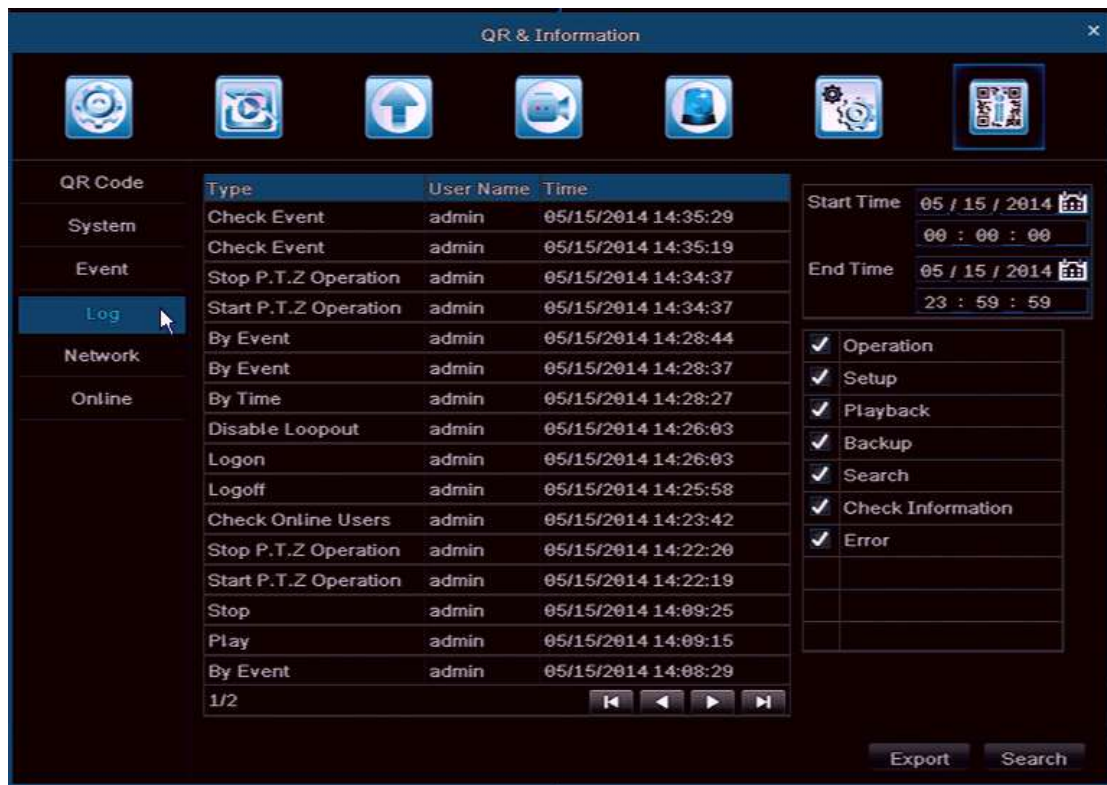 QR & Information
QR Code
System
Event
Log
Network
Online
Type User Name Time
Check Event admin 05/15/2014 14:35:29
Check Event admin 05/15/2014 14:35:19
Stop P.T.Z Operation admin 05/15/2014 14:34:37
Start P.T.Z Operation admin 05/15/2014 14:34:37
By Event admin 05/15/2014 14:28:44
By Event admin 05/15/2014 14:28:37
By Time admin 05/15/2014 14:28:27
Disable Loopout admin 05/15/2014 14:26:03
Logon admin 05/15/2014 14:26:03
Logoff admin 05/15/2014 14:25:58
Check Online Users admin 05/15/2014 14:23:42
Stop P.T.Z Operation admin 05/15/2014 14:22:20
Start P.T.Z Operation admin 05/15/2014 14:22:19
Stop admin 05/15/2014 14:09:25
Play admin 05/15/2014 14:09:15
By Event admin 05/15/2014 14:08:29
1/2
Start Time 05 / 15 / 2014
00 : 00 : 00
End Time 05 / 15 / 2014
23 : 59 : 59
Operation
Setup
Playback
Backup
Search
Check Information
Error
Export Search